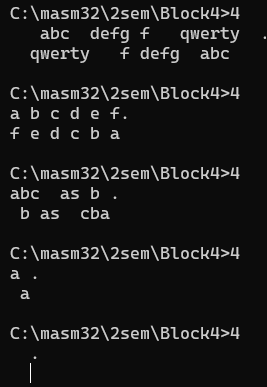 C:\masm32\2sem\Block4>4
   abc  defg f   qwerty  .
  qwerty   f defg  abc

C:\masm32\2sem\Block4>4
a b c d e f.
f e d c b a

C:\masm32\2sem\Block4>4
abc  as b .
 b as  cba

C:\masm32\2sem\Block4>4
a .
 a

C:\masm32\2sem\Block4>4
  .